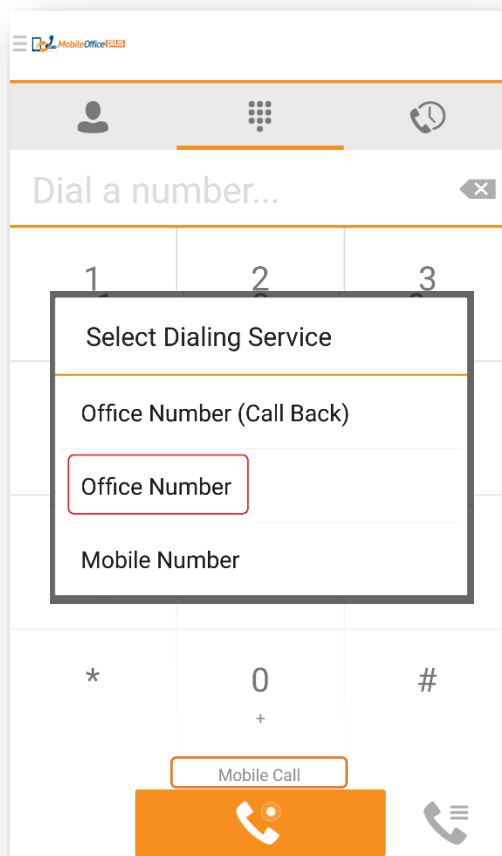 MobileOffice PLUS
Dial a number...
1 2 3
Select Dialing Service
Office Number (Call Back)
Office Number
Mobile Number
* 0 #
+
Mobile Call